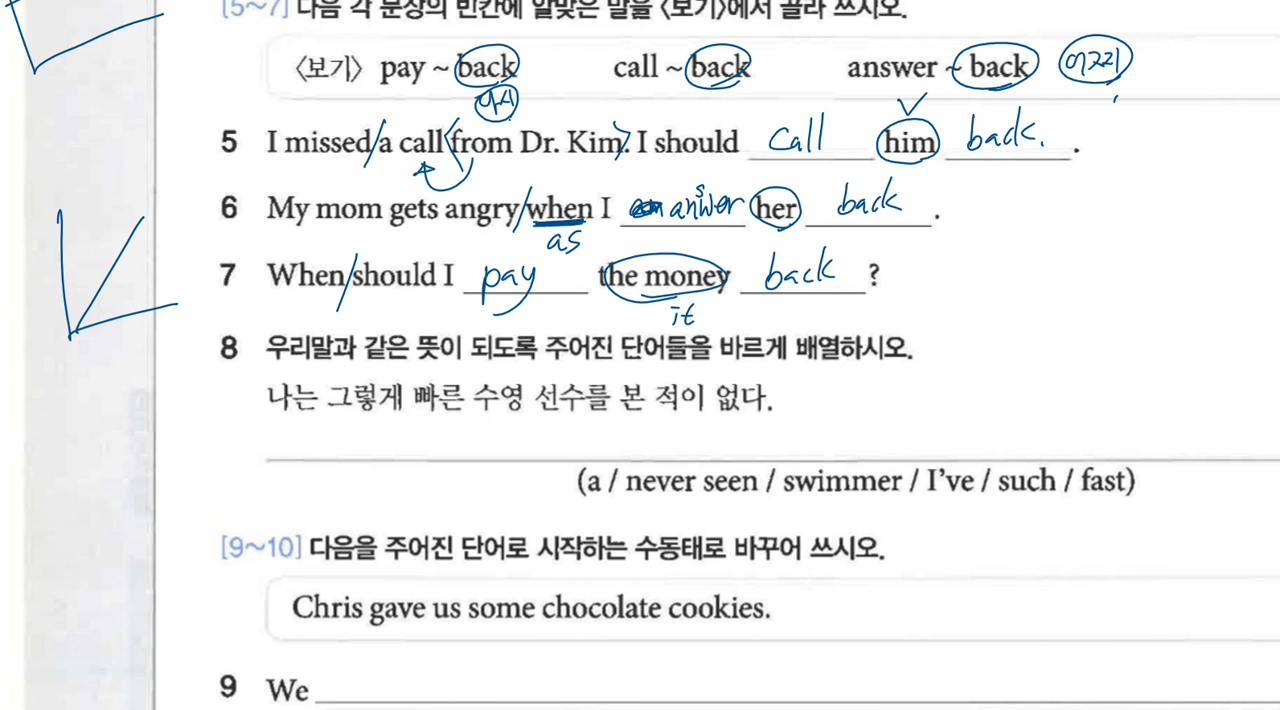 [5~7] 다음 각 문장의 빈칸에 알맞은 말을 〈보기〉에서 골라 쓰시오.
〈보기〉 pay ~ back call ~ back answer ~ back
5 I missed a call from Dr. Kim. I should call him back. .
6 My mom gets angry when I answer her back .
as
7 When should I pay the money back ?
it
8 우리말과 같은 뜻이 되도록 주어진 단어들을 바르게 배열하시오.
나는 그렇게 빠른 수영 선수를 본 적이 없다.
(a / never seen / swimmer / I've / such / fast)
[9~10] 다음을 주어진 단어로 시작하는 수동태로 바꾸어 쓰시오.
Chris gave us some chocolate cookies.
9 We